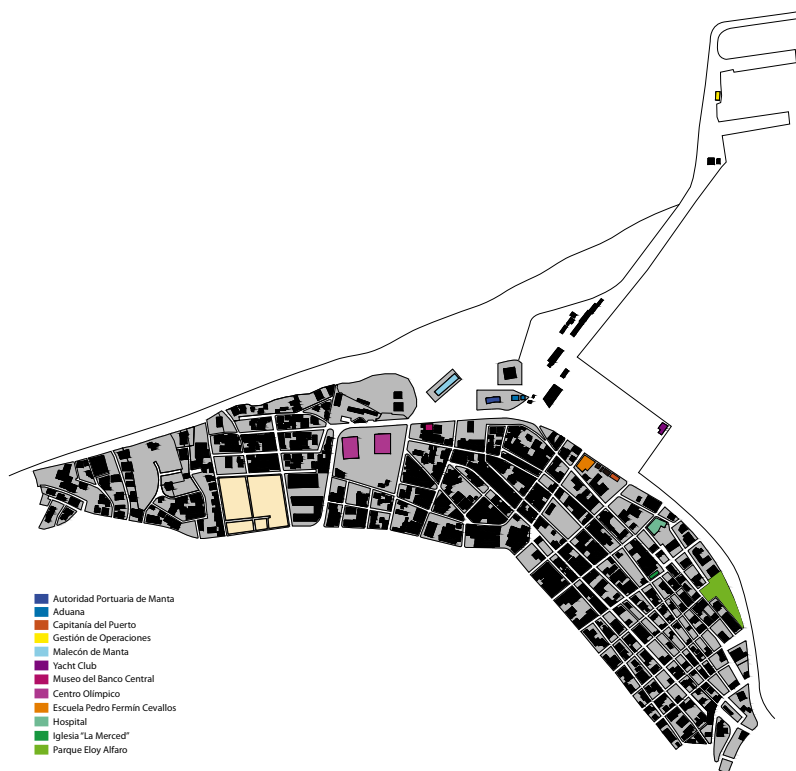 Autoridad Portuaria de Manta
Aduana
Capitanía del Puerto
Gestión de Operaciones
Malecón de Manta
Yacht Club
Museo del Banco Central
Centro Olímpico
Escuela Pedro Fermín Cevallos
Hospital
Iglesia "La Merced"
Parque Eloy Alfaro